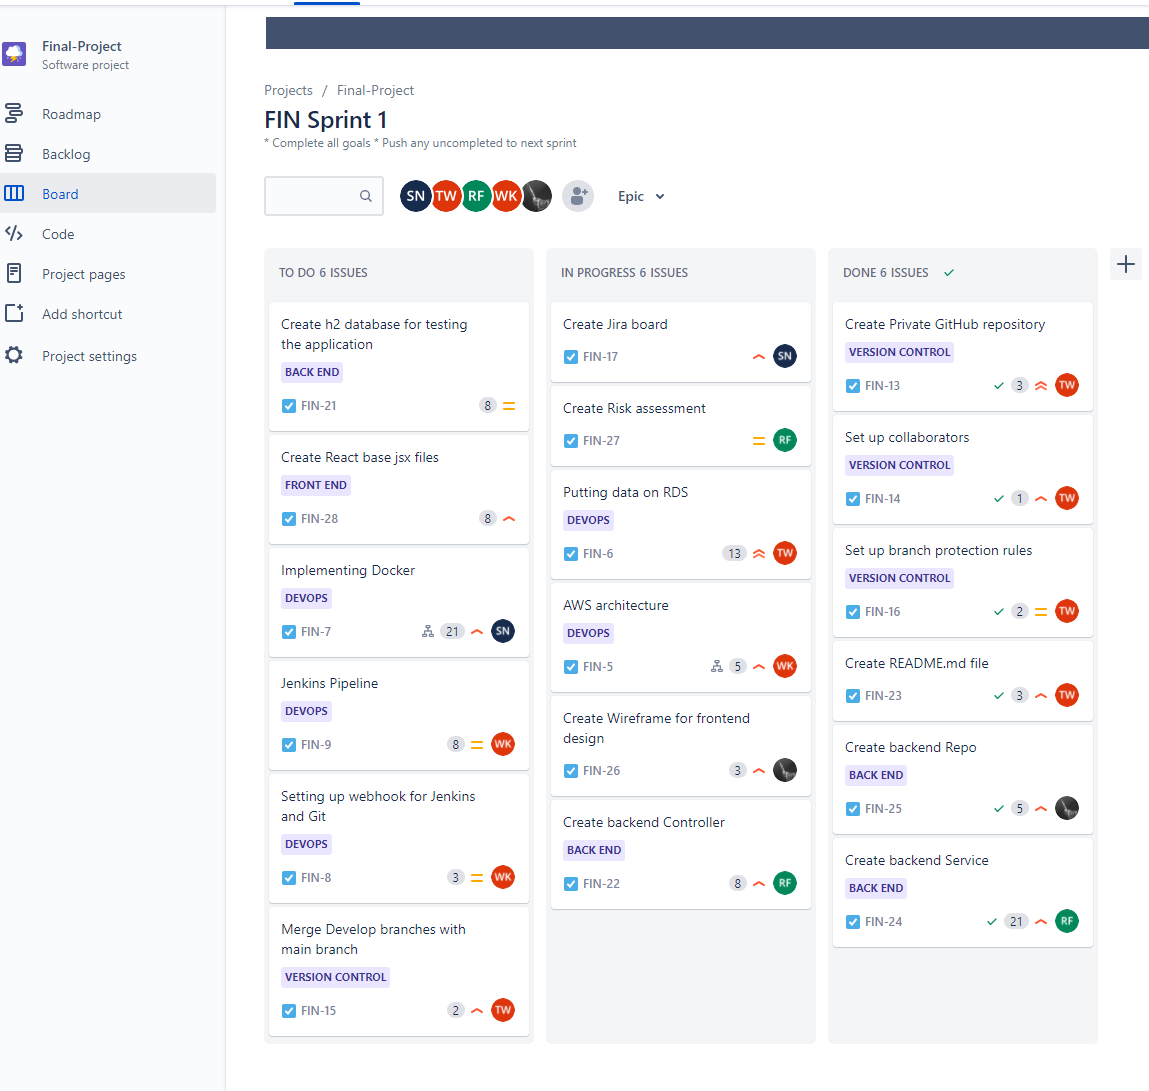 Final-Project
Software project
Roadmap
Backlog
Board
Code
Project pages
Add shortcut
Project settings
Projects / Final-Project
FIN Sprint 1
* Complete all goals * Push any uncompleted to next sprint
SN TW RF WK
Epic
TO DO 6 ISSUES
Create h2 database for testing
the application
BACK END
FIN-21 8
Create React base jsx files
FRONT END
FIN-28 8
Implementing Docker
DEVOPS
FIN-7 21 SN
Jenkins Pipeline
DEVOPS
FIN-9 8 WK
Setting up webhook for Jenkins
and Git
DEVOPS
FIN-8 3 WK
Merge Develop branches with
main branch
VERSION CONTROL
FIN-15 2 TW
IN PROGRESS 6 ISSUES
Create Jira board
FIN-17 SN
Create Risk assessment
FIN-27 RF
Putting data on RDS
DEVOPS
FIN-6 13 TW
AWS architecture
DEVOPS
FIN-5 5 WK
Create Wireframe for frontend
design
FIN-26 3
Create backend Controller
BACK END
FIN-22 8 RF
DONE 6 ISSUES
Create Private GitHub repository
VERSION CONTROL
FIN-13 3 TW
Set up collaborators
VERSION CONTROL
FIN-14 1 TW
Set up branch protection rules
VERSION CONTROL
FIN-16 2 TW
Create README.md file
FIN-23 3 TW
Create backend Repo
BACK END
FIN-25 5
Create backend Service
BACK END
FIN-24 21 RF